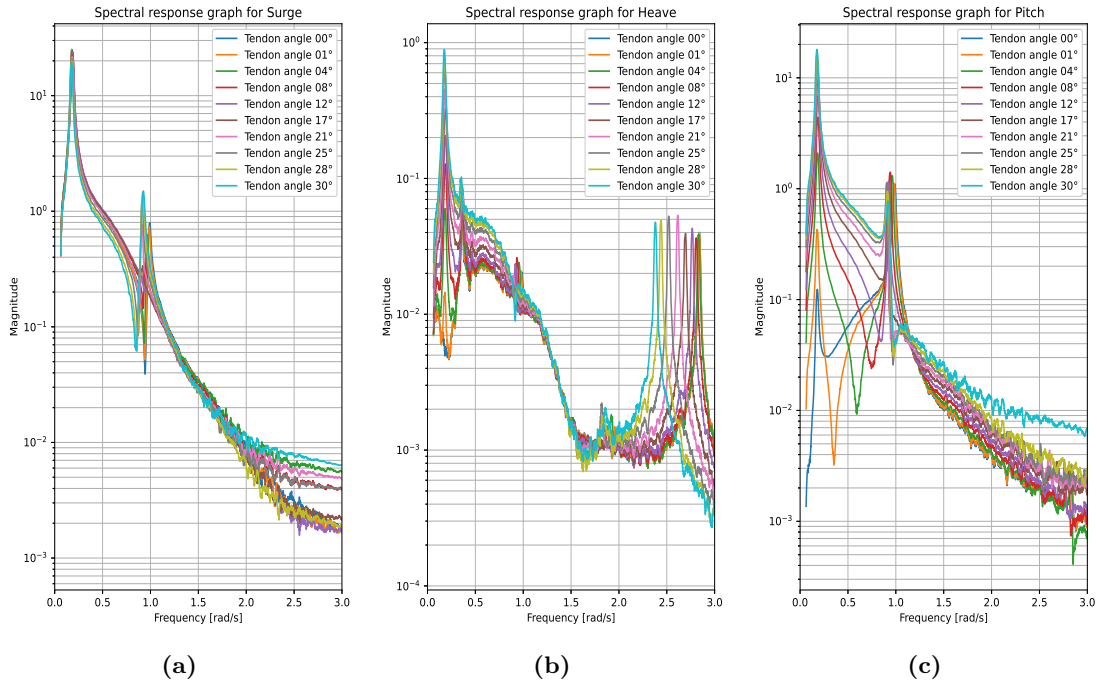 Spectral response graph for Surge
Magnitude
10¹
10⁰
10⁻¹
10⁻²
10⁻³
Tendon angle 00°
Tendon angle 01°
Tendon angle 04°
Tendon angle 08°
Tendon angle 12°
Tendon angle 17°
Tendon angle 21°
Tendon angle 25°
Tendon angle 28°
Tendon angle 30°
0.0 0.5 1.0 1.5 2.0 2.5 3.0
Frequency [rad/s]
(a)
Spectral response graph for Heave
Magnitude
10⁰
10⁻¹
10⁻²
10⁻³
10⁻⁴
Tendon angle 00°
Tendon angle 01°
Tendon angle 04°
Tendon angle 08°
Tendon angle 12°
Tendon angle 17°
Tendon angle 21°
Tendon angle 25°
Tendon angle 28°
Tendon angle 30°
0.0 0.5 1.0 1.5 2.0 2.5 3.0
Frequency [rad/s]
(b)
Spectral response graph for Pitch
Magnitude
10¹
10⁰
10⁻¹
10⁻²
10⁻³
Tendon angle 00°
Tendon angle 01°
Tendon angle 04°
Tendon angle 08°
Tendon angle 12°
Tendon angle 17°
Tendon angle 21°
Tendon angle 25°
Tendon angle 28°
Tendon angle 30°
0.0 0.5 1.0 1.5 2.0 2.5 3.0
Frequency [rad/s]
(c)